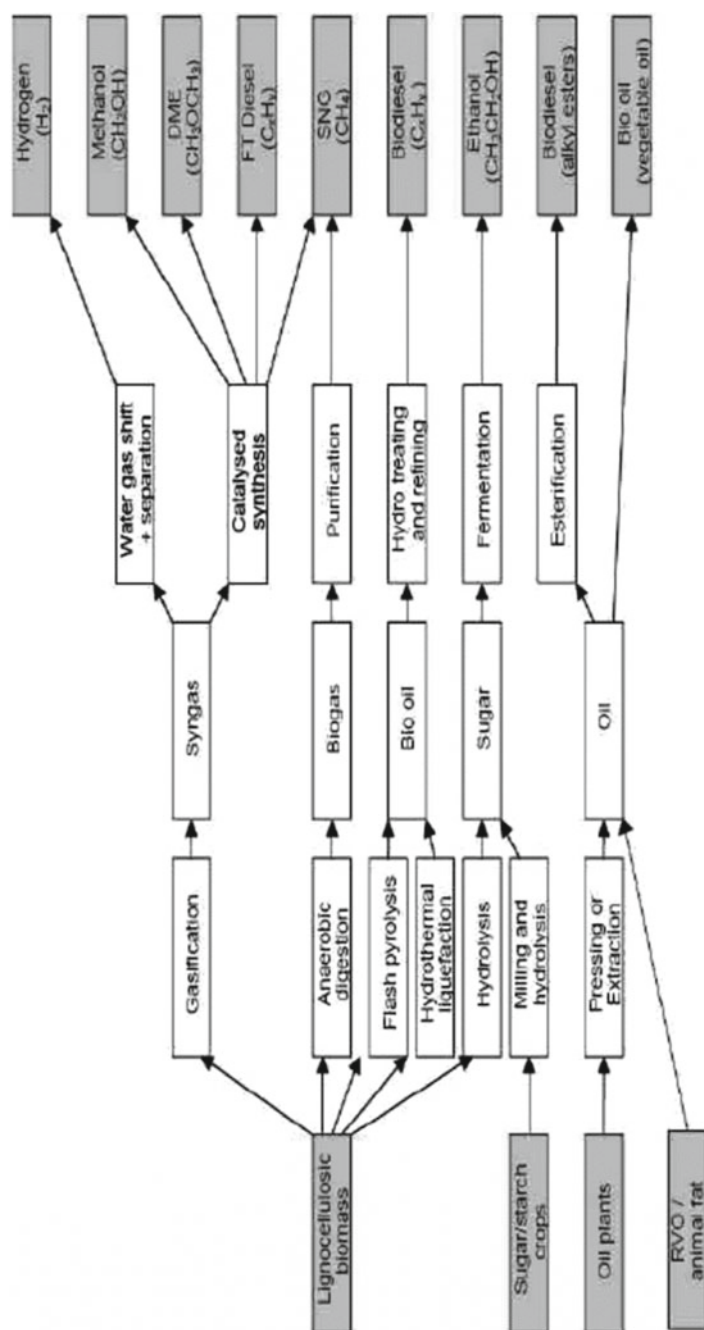 Lignocellulosic
biomass
Sugar/starch
crops
Oil plants
RVO /
animal fat
Gasification
Anaerobic
digestion
Flash pyrolysis
Hydrothermal
liquefaction
Hydrolysis
Milling and
hydrolysis
Pressing or
Extraction
Syngas
Biogas
Bio oil
Sugar
Oil
Water gas shift
+ separation
Catalysed
synthesis
Purification
Hydro treating
and refining
Fermentation
Esterification
Hydrogen
(H₂)
Methanol
(CH₃OH)
DME
(CH₃OCH₃)
FT Diesel
(CₓHᵧ)
SNG
(CH₄)
Biodiesel
(CₓHᵧ)
Ethanol
(CH₃CH₂OH)
Biodiesel
(alkyl esters)
Bio oil
(vegetable oil)